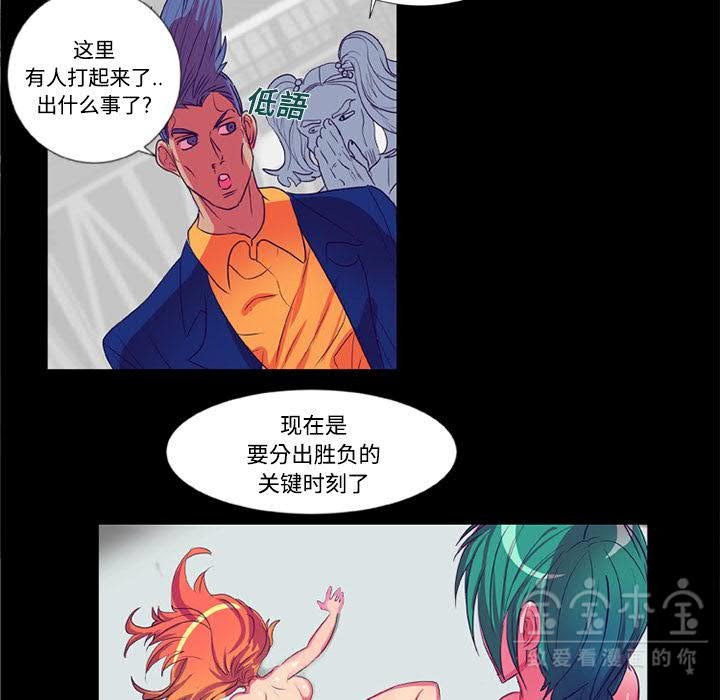 这里
有人打起来了..
出什么事了?
低語
现在是
要分出胜负的
关键时刻了
宝宝本宝
致爱看漫画的你